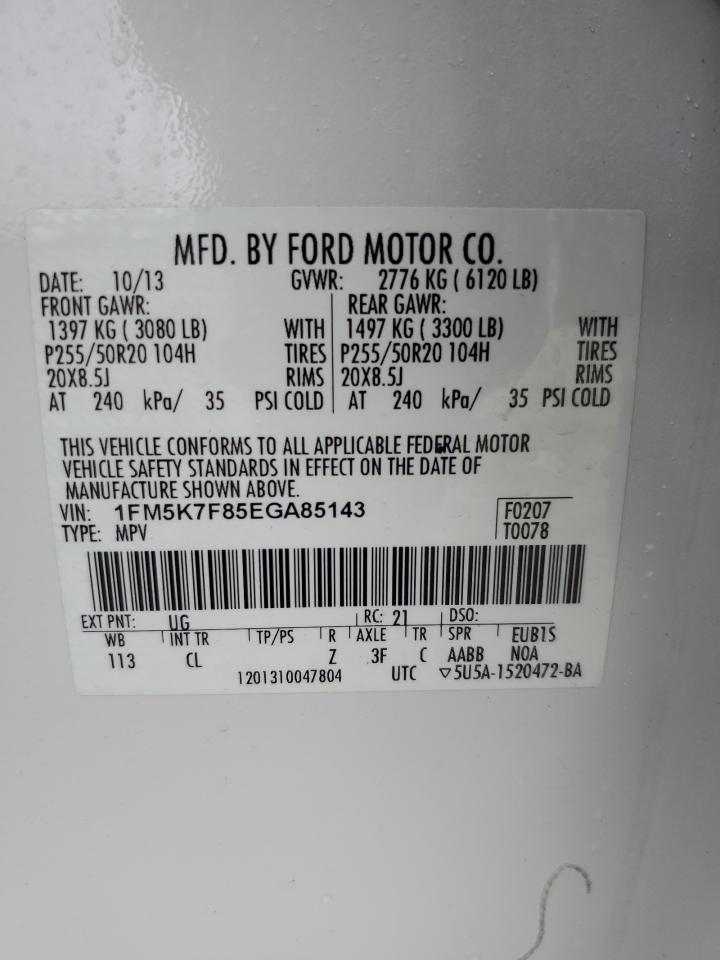 MFD. BY FORD MOTOR CO.
DATE: 10/13 GVWR: 2776 KG ( 6120 LB)
FRONT GAWR: REAR GAWR:
1397 KG ( 3080 LB) WITH 1497 KG ( 3300 LB) WITH
P255/50R20 104H TIRES P255/50R20 104H TIRES
20X8.5J RIMS 20X8.5J RIMS
AT 240 kPa/ 35 PSI COLD AT 240 kPa/ 35 PSI COLD
THIS VEHICLE CONFORMS TO ALL APPLICABLE FEDERAL MOTOR
VEHICLE SAFETY STANDARDS IN EFFECT ON THE DATE OF
MANUFACTURE SHOWN ABOVE.
VIN: 1FM5K7F85EGA85143 F0207
TYPE: MPV T0078
EXT PNT: UG RC: 21 DSO:
WB INT TR TP/PS R AXLE TR SPR EUB1S
113 CL Z 3F C AABB NOA
1201310047804 UTC ▽5U5A-1520472-BA